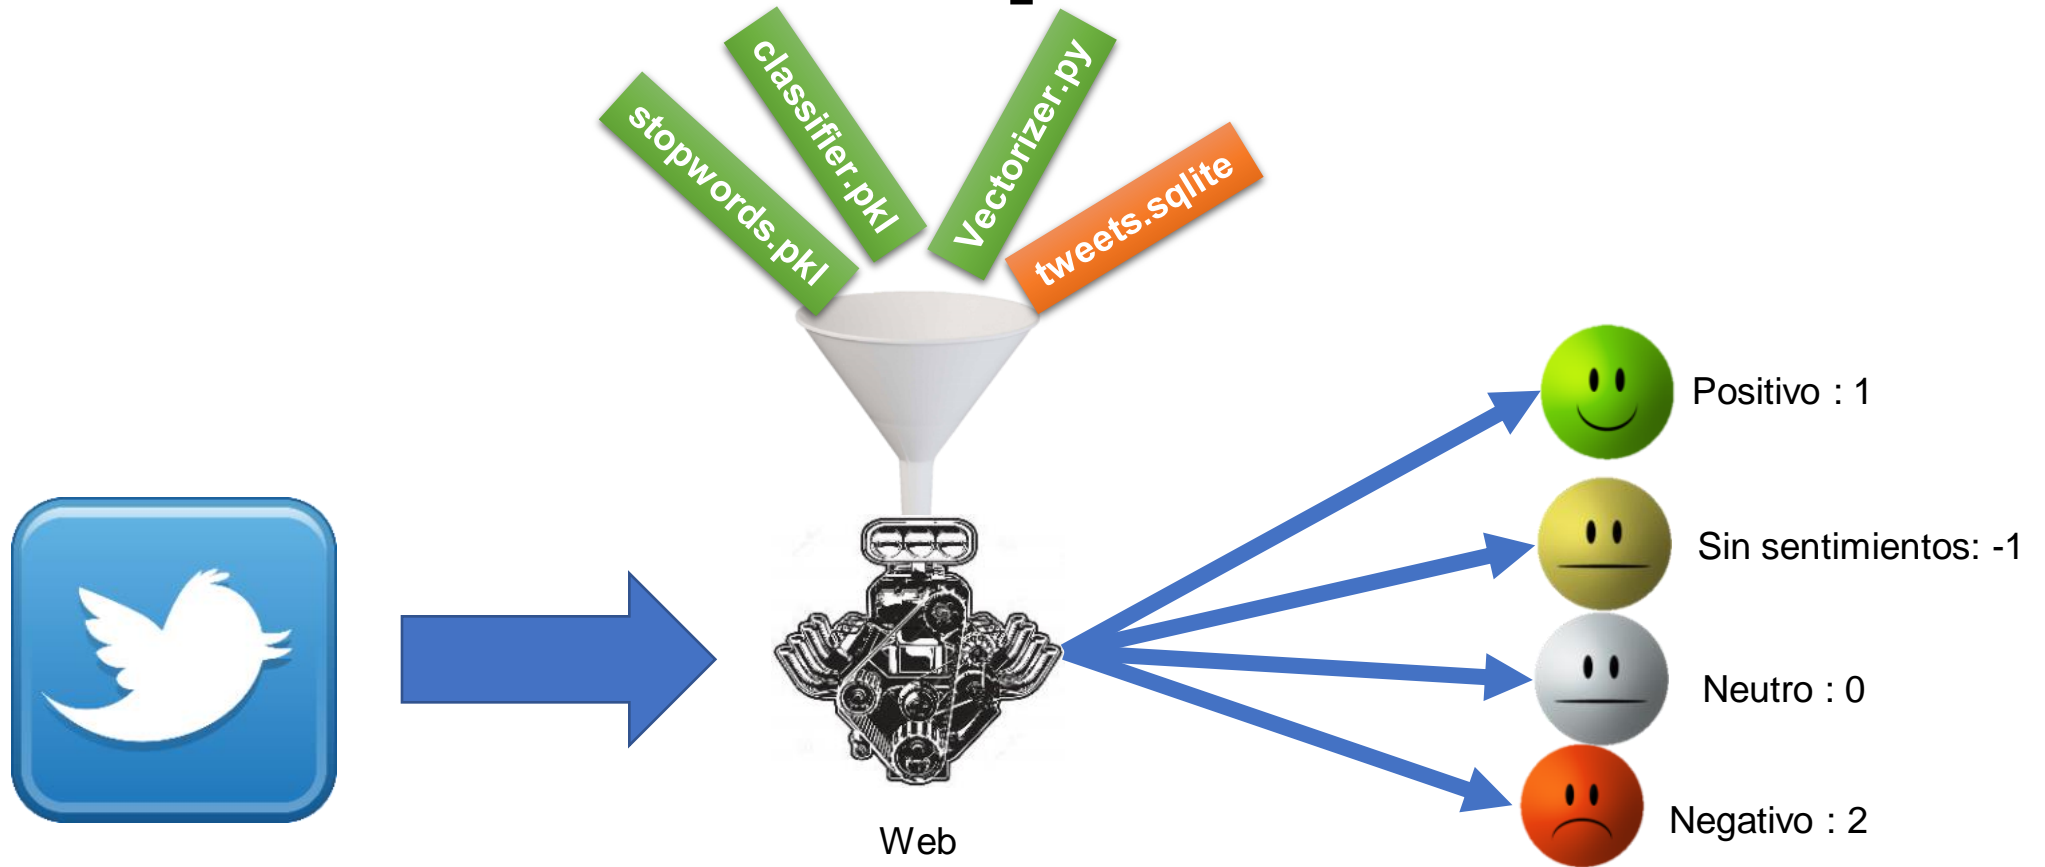 stopwords.pkl
classifier.pkl
Vectorizer.py
tweets.sqlite
Positivo : 1
Sin sentimientos: -1
Neutro : 0
Negativo : 2
Web